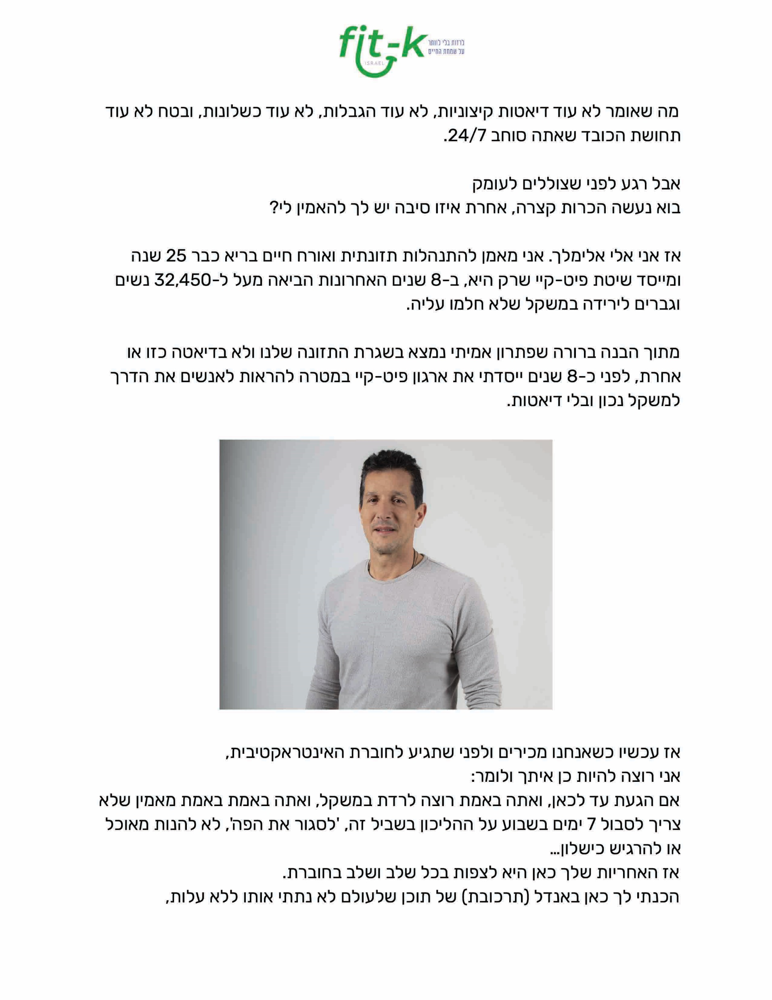 fit-k
ISRAEL
לרזות בלי לוותר
על שמחת החיים
מה שאומר לא עוד דיאטות קיצוניות, לא עוד הגבלות, לא עוד כשלונות, ובטח לא עוד
תחושת הכובד שאתה סוחב 24/7.
אבל רגע לפני שצוללים לעומק
בוא נעשה הכרות קצרה, אחרת איזו סיבה יש לך להאמין לי?
אז אני אלי אלימלך. אני מאמן להתנהלות תזונתית ואורח חיים בריא כבר 25 שנה
ומייסד שיטת פיט-קיי שרק היא, ב-8 שנים האחרונות הביאה מעל ל-32,450 נשים
וגברים לירידה במשקל שלא חלמו עליה.
מתוך הבנה ברורה שפתרון אמיתי נמצא בשגרת התזונה שלנו ולא בדיאטה כזו או
אחרת, לפני כ-8 שנים ייסדתי את ארגון פיט-קיי במטרה להראות לאנשים את הדרך
למשקל נכון ובלי דיאטות.
אז עכשיו כשאנחנו מכירים ולפני שתגיע לחוברת האינטראקטיבית,
אני רוצה להיות כן איתך ולומר:
אם הגעת עד לכאן, ואתה באמת רוצה לרדת במשקל, ואתה באמת באמת מאמין שלא
צריך לסבול 7 ימים בשבוע על ההליכון בשביל זה, 'לסגור את הפה', לא להנות מאוכל
או להרגיש כישלון...
אז האחריות שלך כאן היא לצפות בכל שלב ושלב בחוברת.
הכנתי לך כאן באנדל (תרכובת) של תוכן שלעולם לא נתתי אותו ללא עלות,